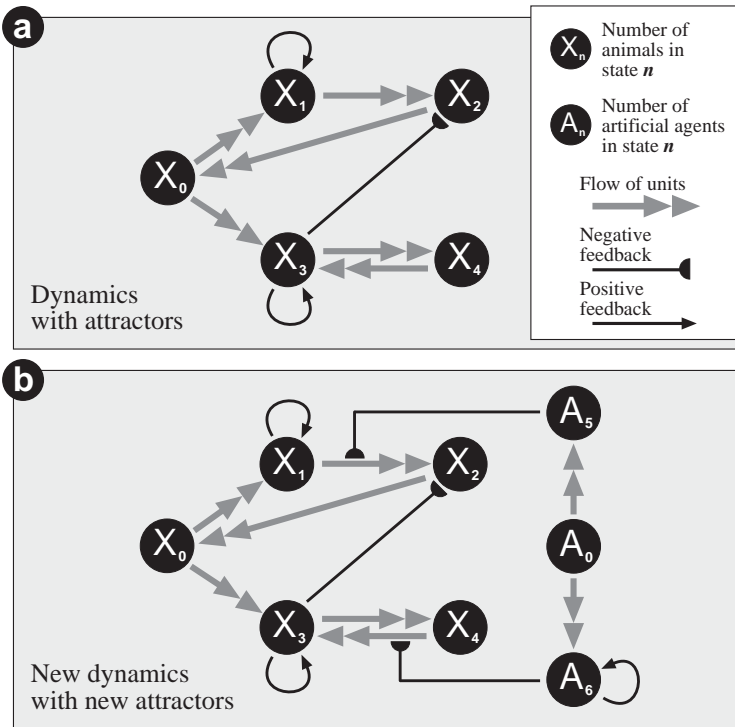 a
X1
X2
X0
X3
X4
Dynamics
with attractors
Xn
Number of
animals in
state n
An
Number of
artificial agents
in state n
Flow of units
Negative
feedback
Positive
feedback
b
X1
X2
X0
X3
X4
A5
A0
A6
New dynamics
with new attractors